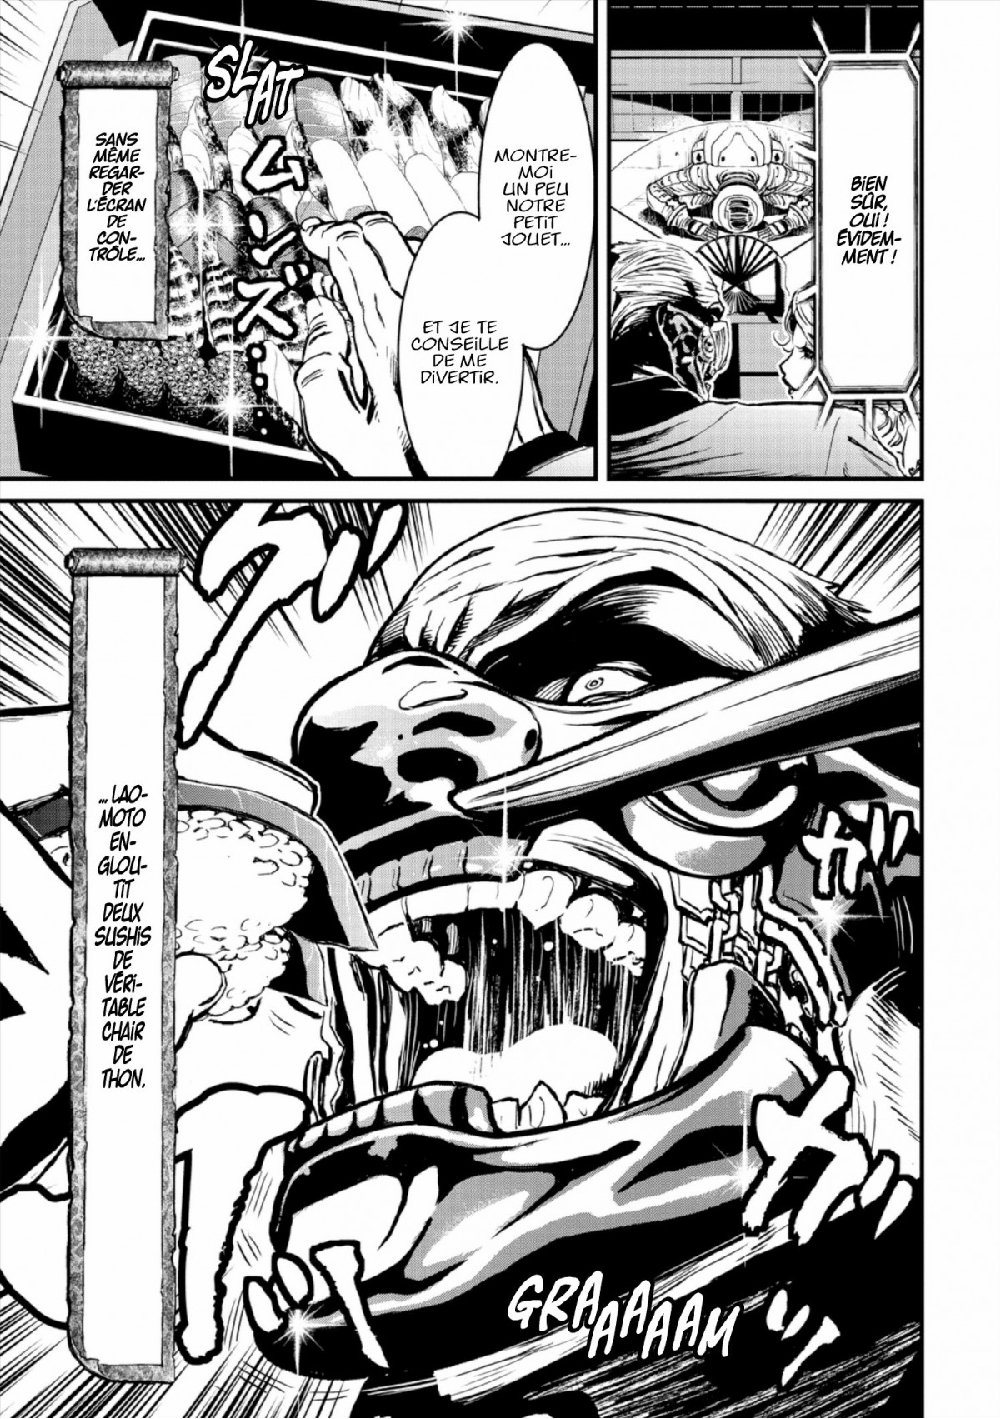 BIEN
SÛR,
OUI !
ÉVIDEM-
MENT !
MONTRE-
MOI
UN PEU
NOTRE
PETIT
JOUET...
ET JE TE
CONSEILLE
DE ME
DIVERTIR.
SLAT
ムンズ...
SANS
MÊME
REGAR-
DER
L'ÉCRAN
DE
CON-
TRÔLE...
... LAO-
MOTO
EN-
GLOU-
TIT
DEUX
SUSHIS
DE
VÉRI-
TABLE
CHAIR
DE
THON.
GRAAAAAM